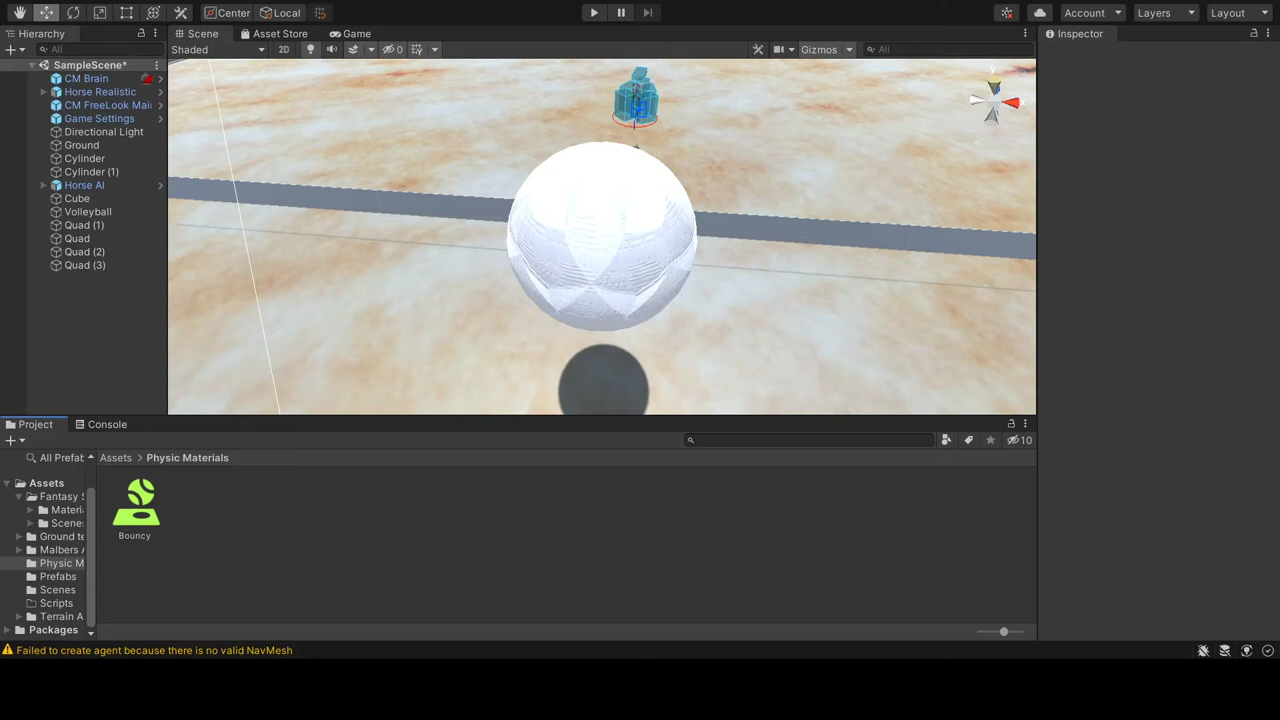 Center Local Account Layers Layout
Hierarchy Scene Asset Store Game Inspector
All Shaded 2D 0 Gizmos All
SampleScene*
CM Brain
Horse Realistic
CM FreeLook Mai
Game Settings
Directional Light
Ground
Cylinder
Cylinder (1)
Horse AI
Cube
Volleyball
Quad (1)
Quad
Quad (2)
Quad (3)
y
x
Project Console
10
All Prefab Assets Physic Materials
Assets
Fantasy S
Materi
Scene
Ground te
Malbers A
Physic M
Prefabs
Scenes
Scripts
Terrain A
Packages
Bouncy
Failed to create agent because there is no valid NavMesh